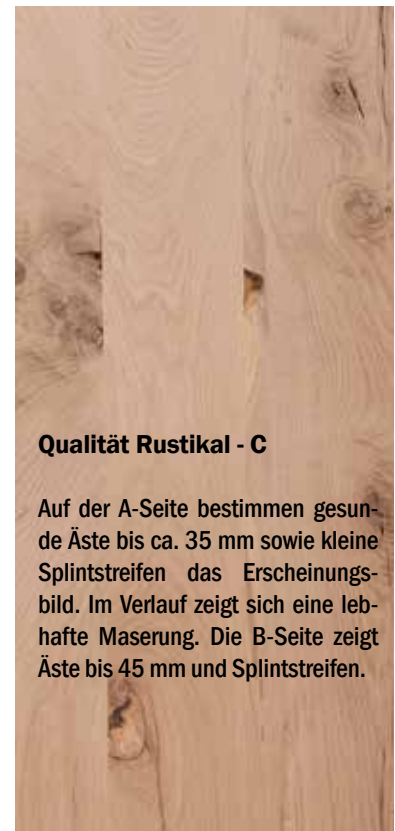 Qualität Rustikal - C
Auf der A-Seite bestimmen gesun-
de Äste bis ca. 35 mm sowie kleine
Splintstreifen das Erscheinungs-
bild. Im Verlauf zeigt sich eine leb-
hafte Maserung. Die B-Seite zeigt
Äste bis 45 mm und Splintstreifen.